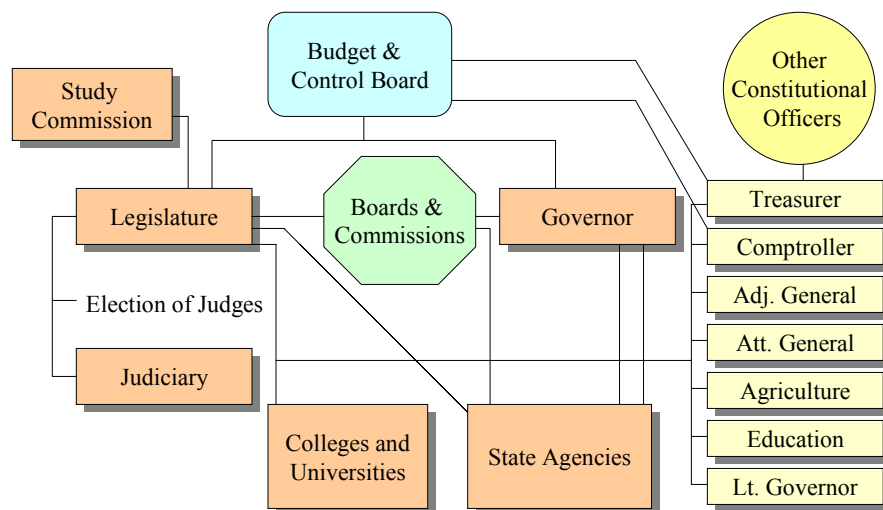 Budget &
Control Board
Other
Constitutional
Officers
Study
Commission
Legislature
Boards &
Commissions
Governor
Treasurer
Comptroller
Adj. General
Att. General
Agriculture
Education
Lt. Governor
Election of Judges
Judiciary
Colleges and
Universities
State Agencies